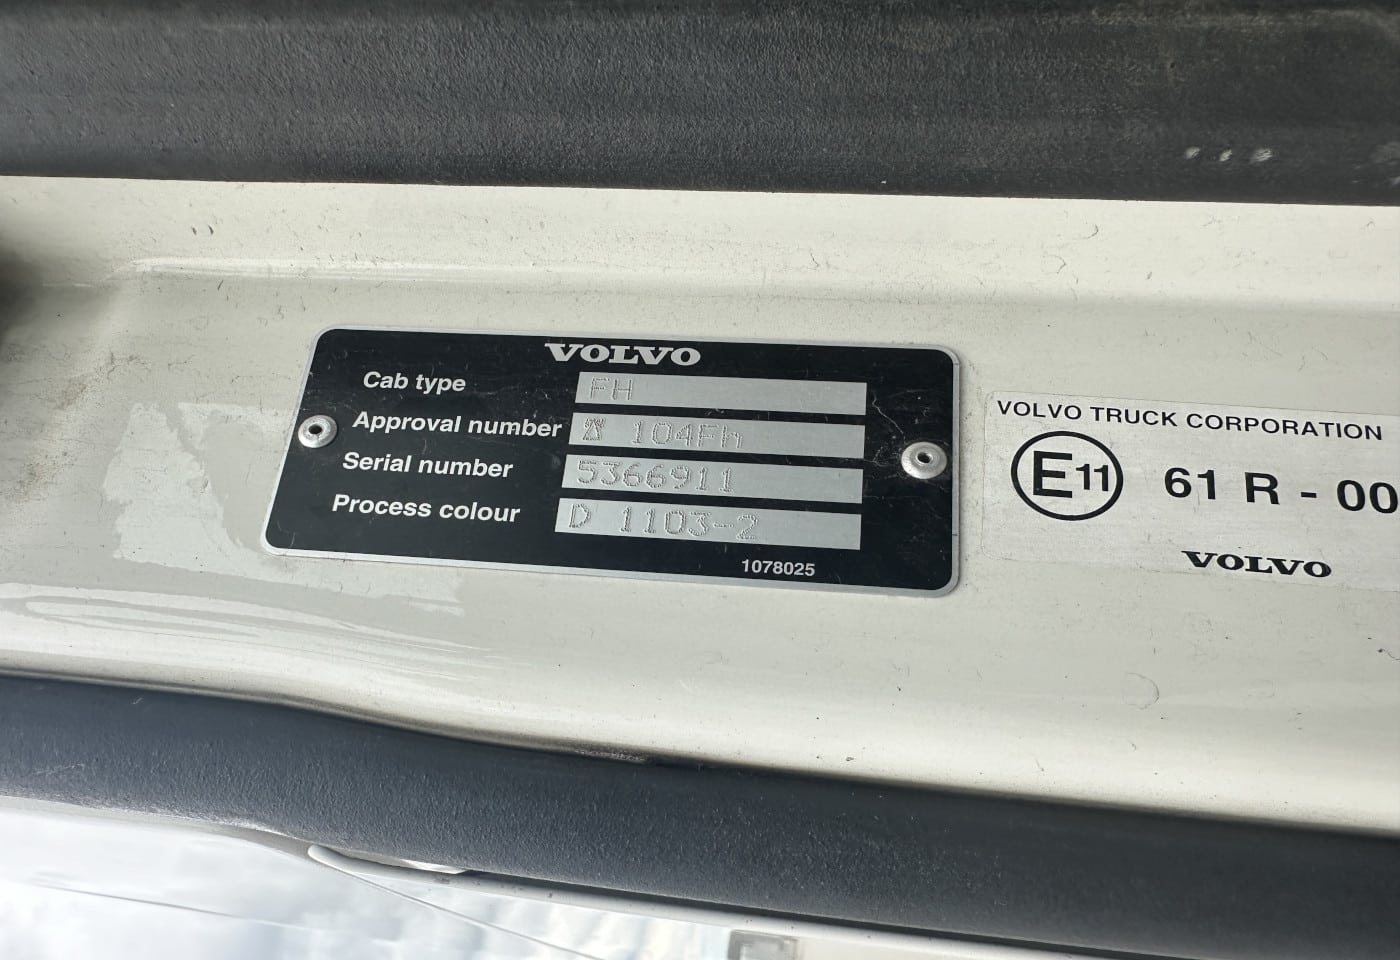 VOLVO
Cab type FH
Approval number 104Fh
Serial number 5366911
Process colour D 1103-2
1078025
VOLVO TRUCK CORPORATION
E11 61 R - 00
VOLVO